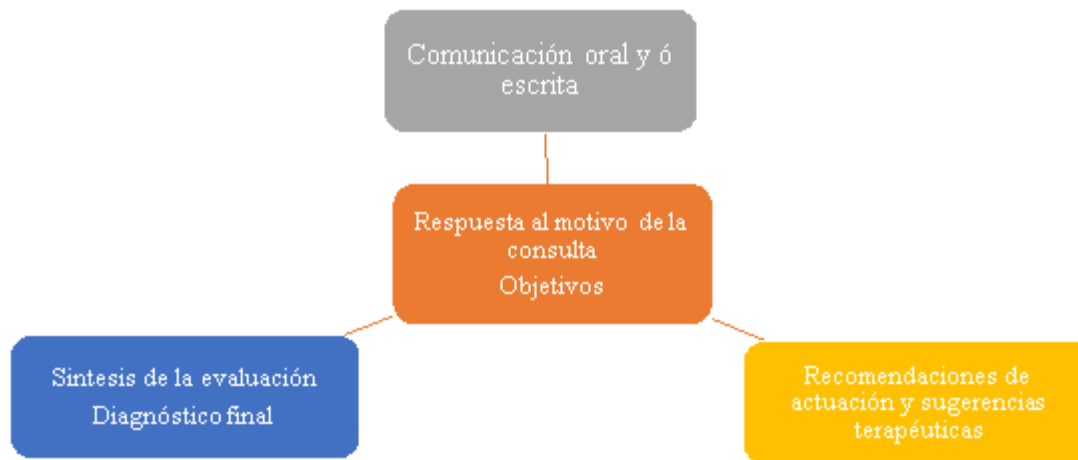 Comunicación oral y ó
escrita
Respuesta al motivo de la
consulta
Objetivos
Sintesis de la evaluación
Diagnóstico final
Recomendaciones de
actuación y sugerencias
terapéuticas